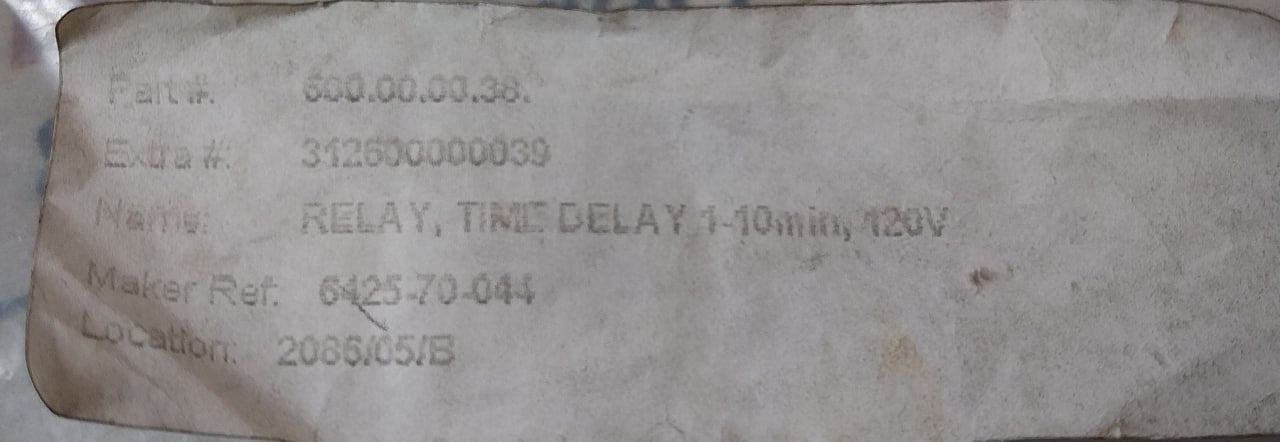 Part #: 600.00.00.38.
Extra #: 312600000039
Name: RELAY, TIME DELAY 1-10min, 120V
Maker Ref: 6425-70-044
Location: 2086/05/B